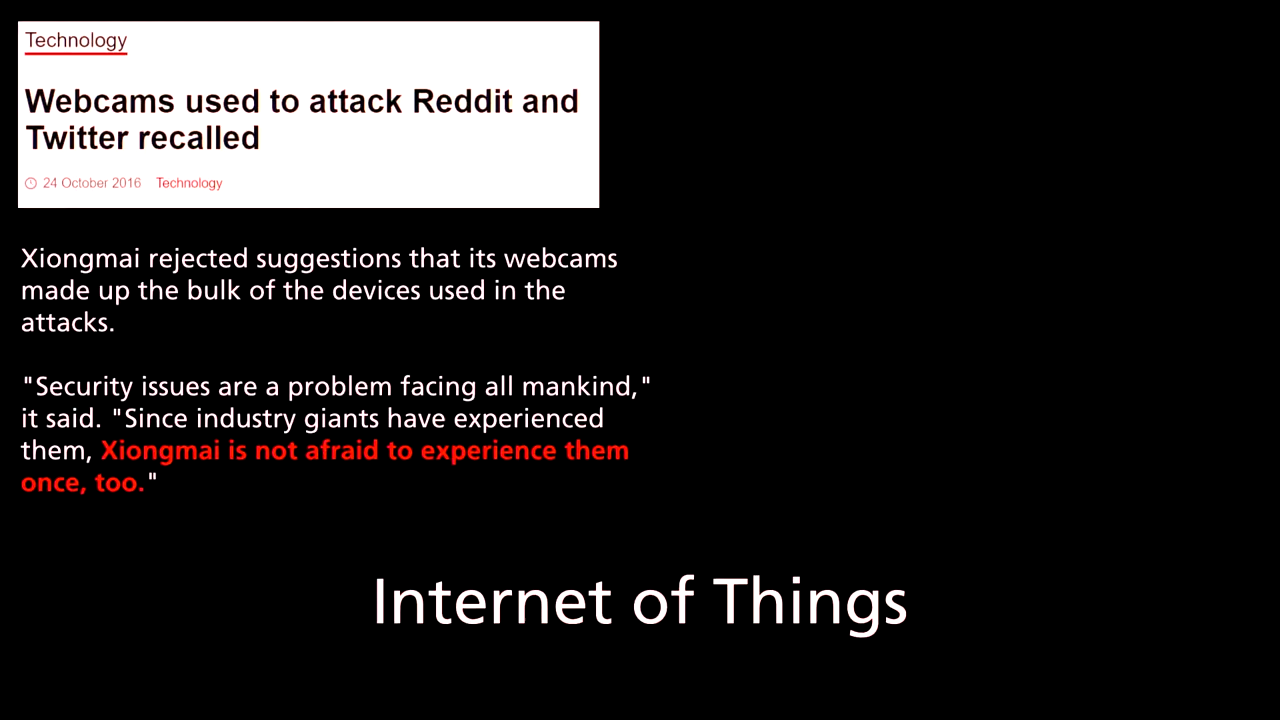 Technology
Webcams used to attack Reddit and
Twitter recalled
24 October 2016 Technology
Xiongmai rejected suggestions that its webcams
made up the bulk of the devices used in the
attacks.
"Security issues are a problem facing all mankind,"
it said. "Since industry giants have experienced
them, Xiongmai is not afraid to experience them
once, too."
Internet of Things